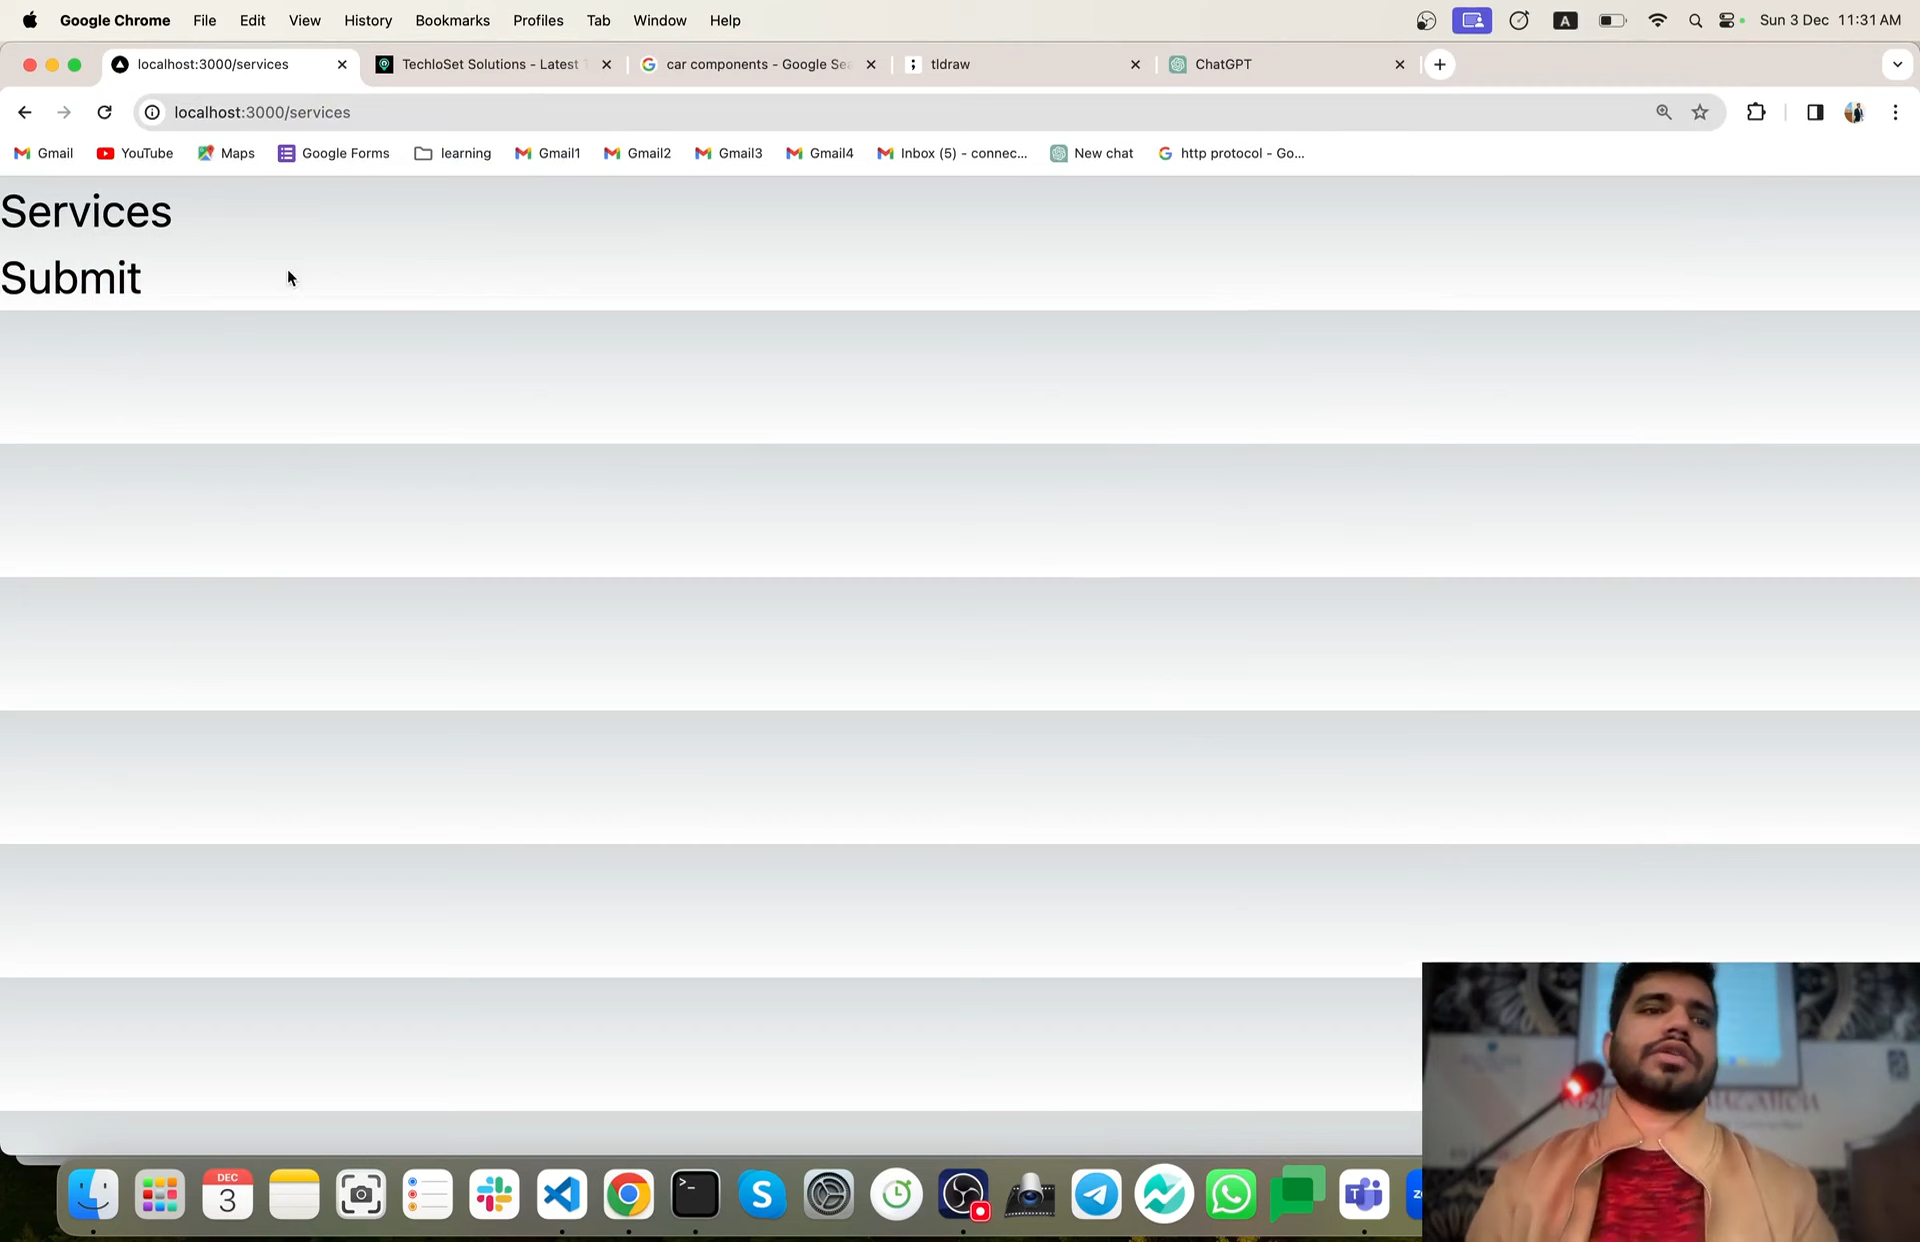 Google Chrome File Edit View History Bookmarks Profiles Tab Window Help A Sun 3 Dec 11:31 AM
localhost:3000/services TechloSet Solutions - Latest car components - Google Sea tldraw ChatGPT
localhost:3000/services
Gmail YouTube Maps Google Forms learning Gmail1 Gmail2 Gmail3 Gmail4 Inbox (5) - connec... New chat http protocol - Go...
Services
Submit
DEC
3